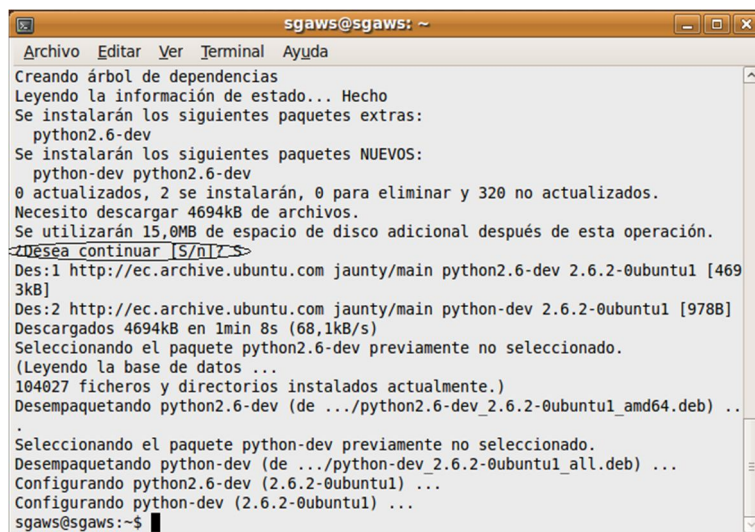 sgaws@sgaws: ~
Archivo Editar Ver Terminal Ayuda
Creando árbol de dependencias
Leyendo la información de estado... Hecho
Se instalarán los siguientes paquetes extras:
  python2.6-dev
Se instalarán los siguientes paquetes NUEVOS:
  python-dev python2.6-dev
0 actualizados, 2 se instalarán, 0 para eliminar y 320 no actualizados.
Necesito descargar 4694kB de archivos.
Se utilizarán 15,0MB de espacio de disco adicional después de esta operación.
¿Desea continuar [S/n]? S
Des:1 http://ec.archive.ubuntu.com jaunty/main python2.6-dev 2.6.2-0ubuntu1 [469
3kB]
Des:2 http://ec.archive.ubuntu.com jaunty/main python-dev 2.6.2-0ubuntu1 [978B]
Descargados 4694kB en 1min 8s (68,1kB/s)
Seleccionando el paquete python2.6-dev previamente no seleccionado.
(Leyendo la base de datos ...
104027 ficheros y directorios instalados actualmente.)
Desempaquetando python2.6-dev (de .../python2.6-dev_2.6.2-0ubuntu1_amd64.deb) ..
.
Seleccionando el paquete python-dev previamente no seleccionado.
Desempaquetando python-dev (de .../python-dev_2.6.2-0ubuntu1_all.deb) ...
Configurando python2.6-dev (2.6.2-0ubuntu1) ...
Configurando python-dev (2.6.2-0ubuntu1) ...
sgaws@sgaws:~$